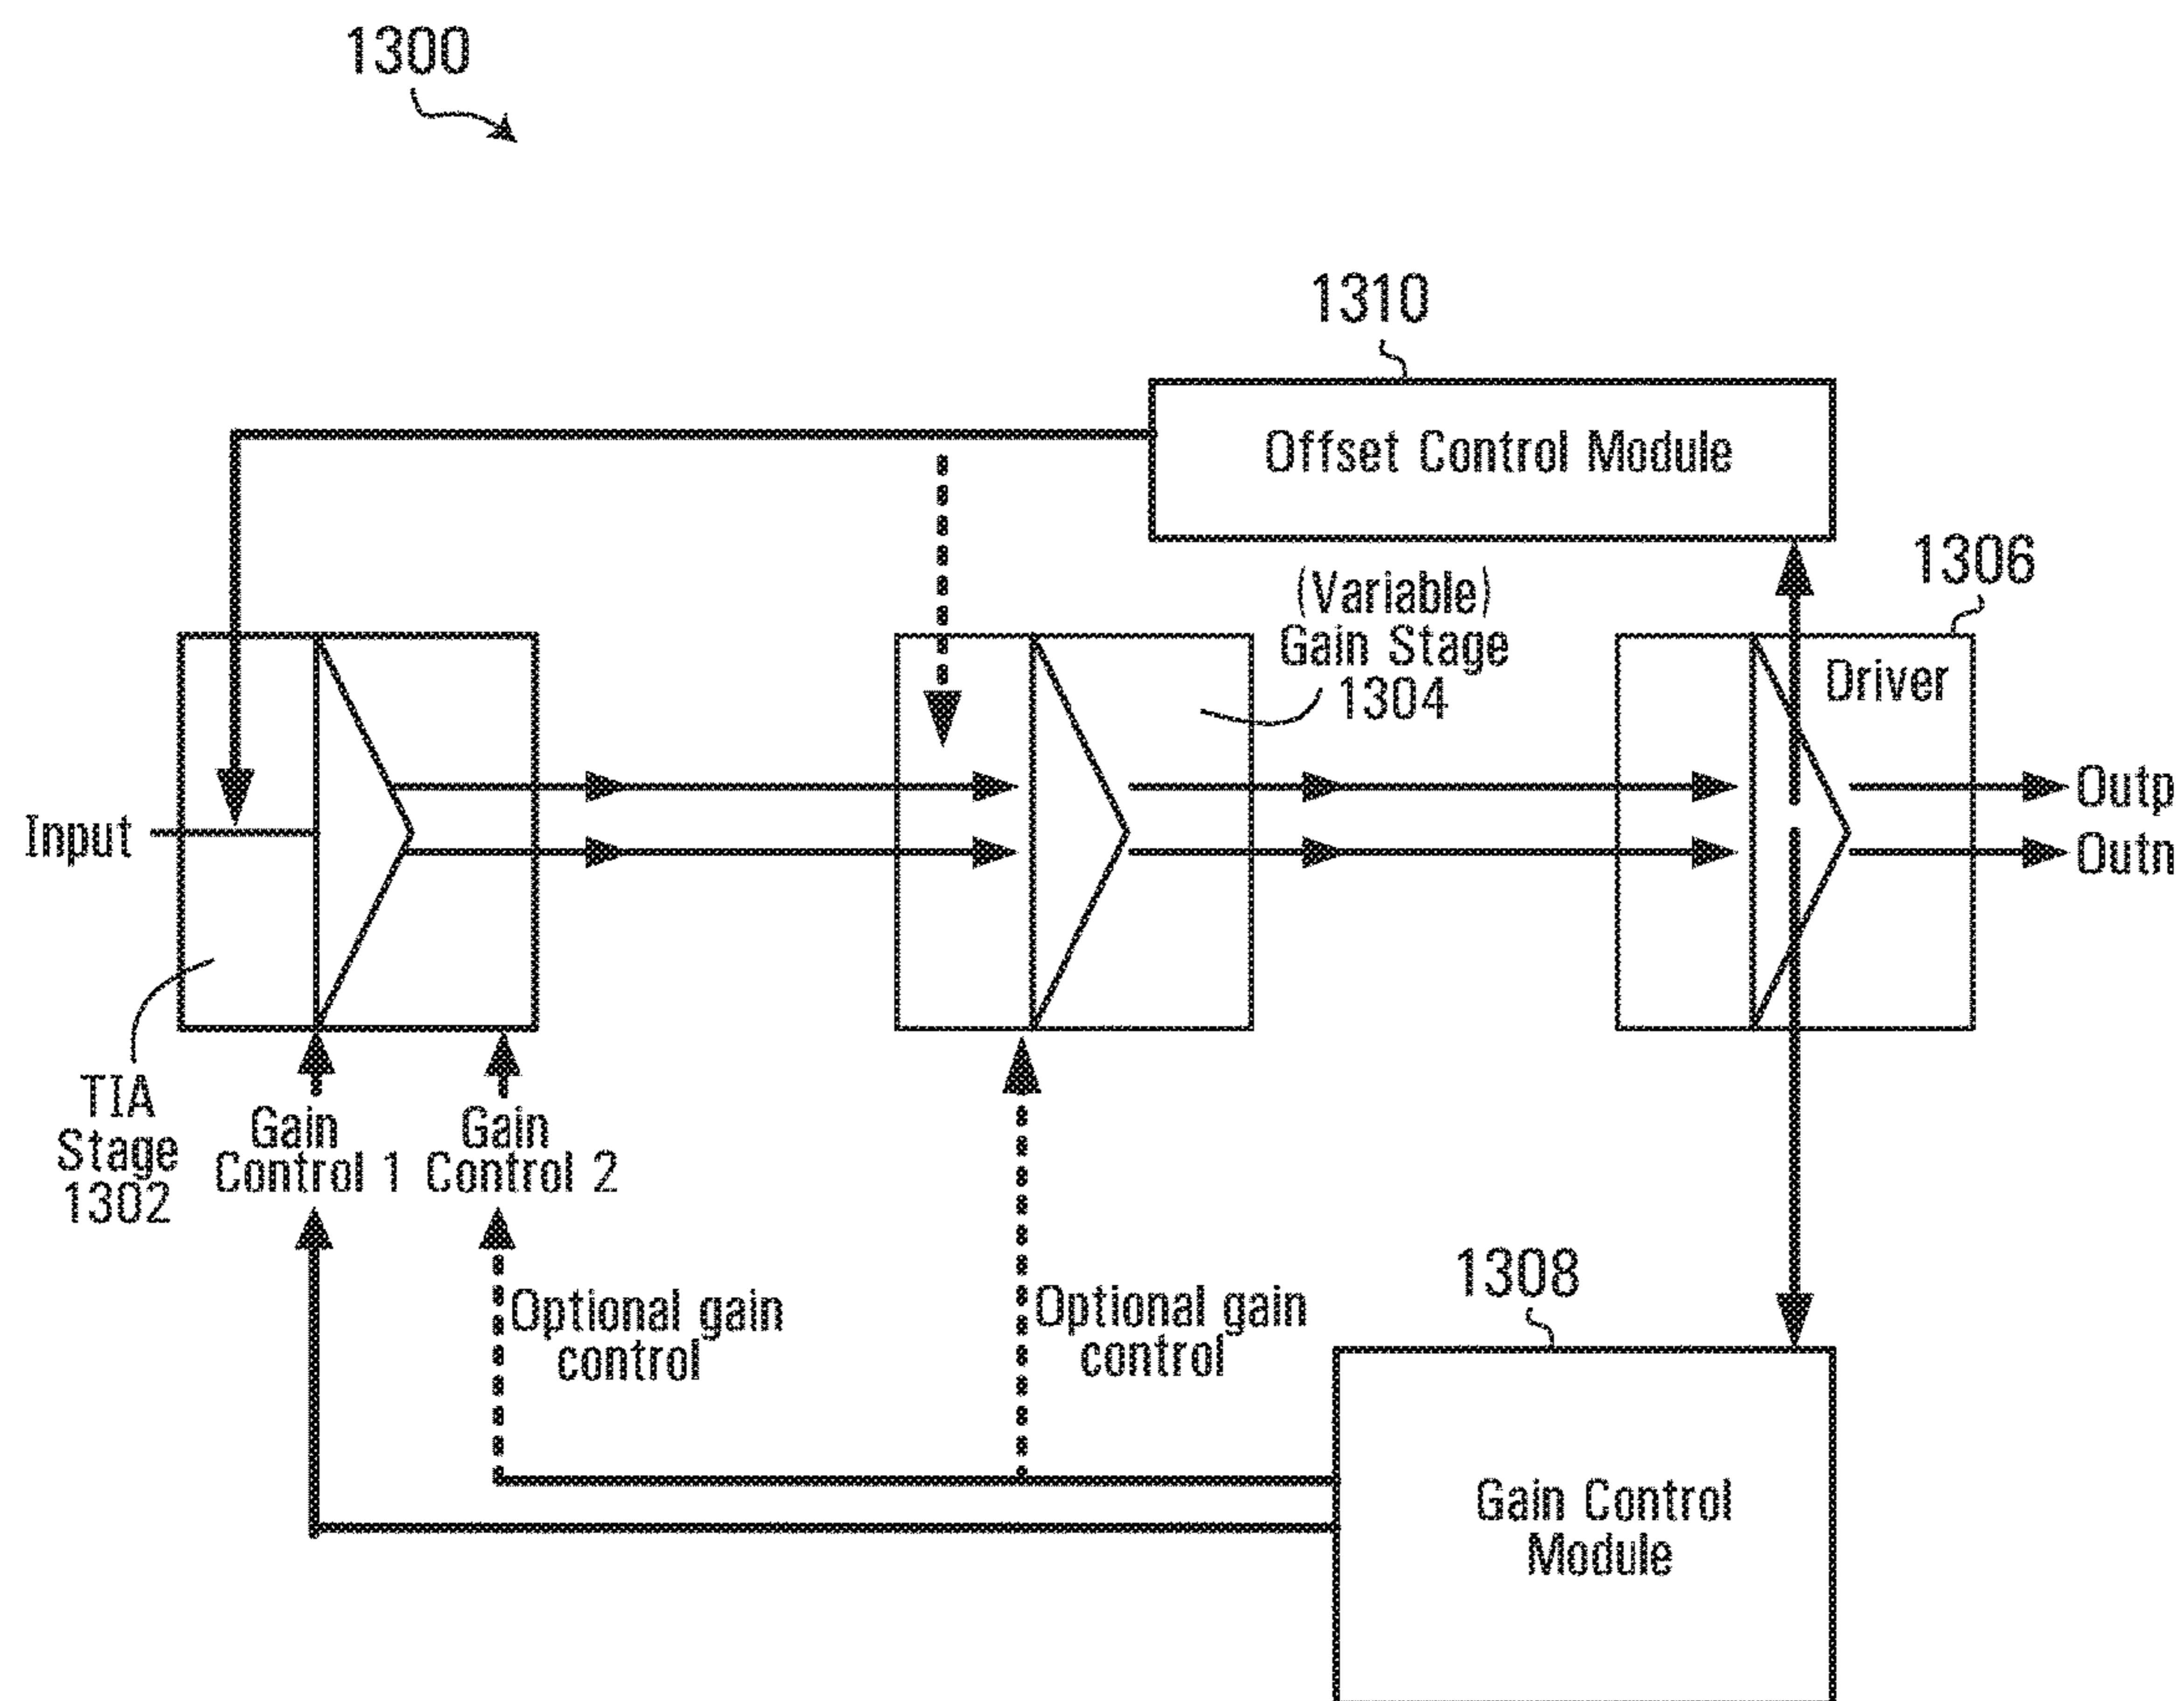 1300
1310
Offset Control Module
1306
(Variable)
Gain Stage
1304
Driver
Input
Outp
Outn
TIA
Stage
1302
Gain
Control 1
Gain
Control 2
Optional gain
control
Optional gain
control
1308
Gain Control
Module